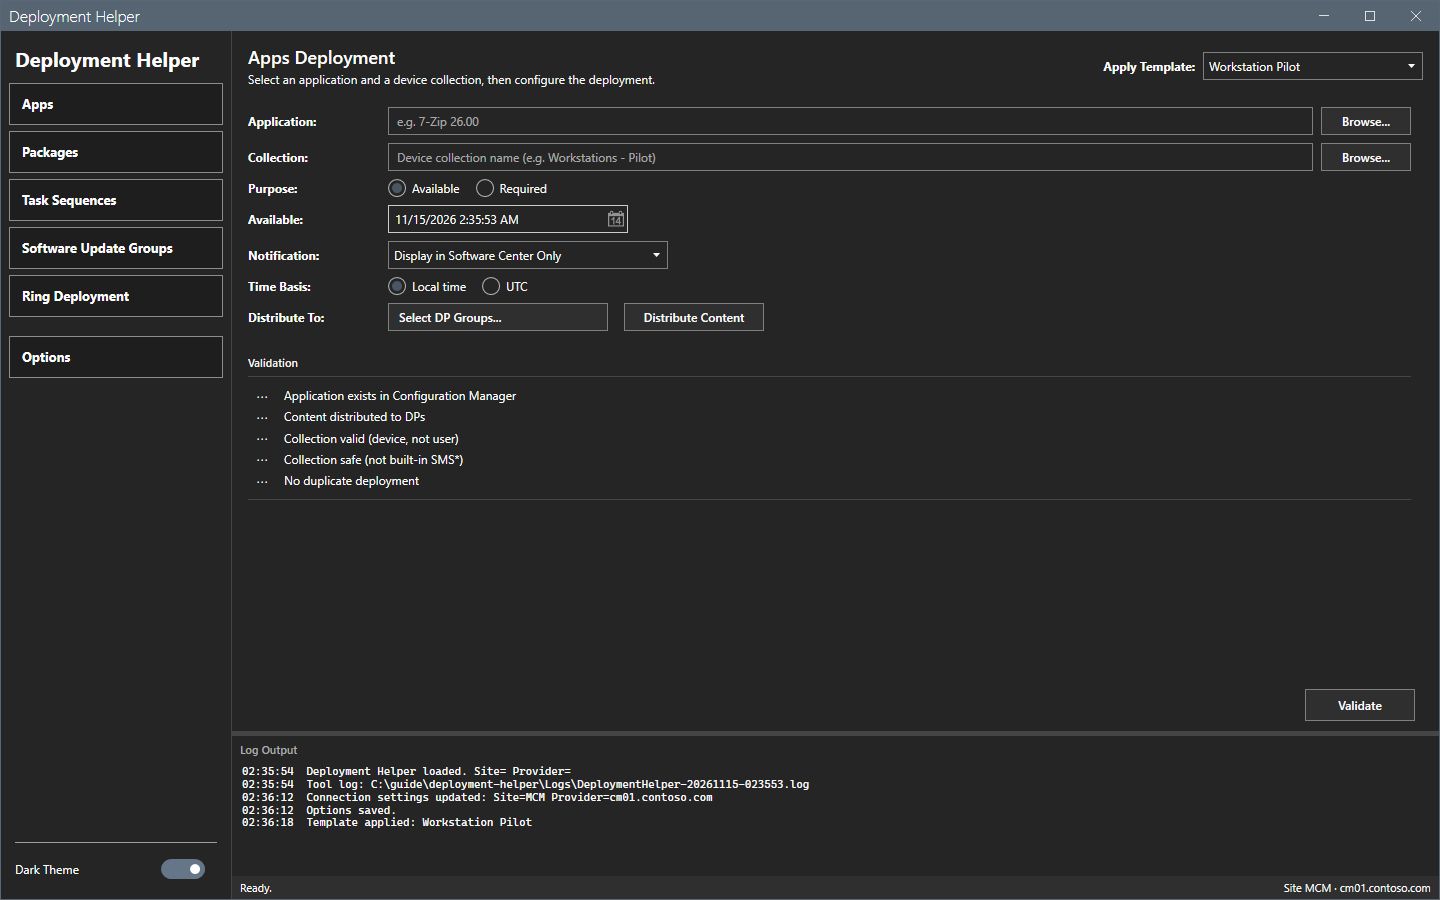 Deployment Helper
Deployment Helper
Apps
Packages
Task Sequences
Software Update Groups
Ring Deployment
Options
Dark Theme
Apps Deployment
Select an application and a device collection, then configure the deployment.
Apply Template: Workstation Pilot
Application: e.g. 7-Zip 26.00 Browse...
Collection: Device collection name (e.g. Workstations - Pilot) Browse...
Purpose: Available Required
Available: 11/15/2026 2:35:53 AM 14
Notification: Display in Software Center Only
Time Basis: Local time UTC
Distribute To: Select DP Groups... Distribute Content
Validation
... Application exists in Configuration Manager
... Content distributed to DPs
... Collection valid (device, not user)
... Collection safe (not built-in SMS*)
... No duplicate deployment
Validate
Log Output
02:35:54 Deployment Helper loaded. Site= Provider=
02:35:54 Tool log: C:\guide\deployment-helper\Logs\DeploymentHelper-20261115-023553.log
02:36:12 Connection settings updated: Site=MCM Provider=cm01.contoso.com
02:36:12 Options saved.
02:36:18 Template applied: Workstation Pilot
Ready.
Site MCM · cm01.contoso.com